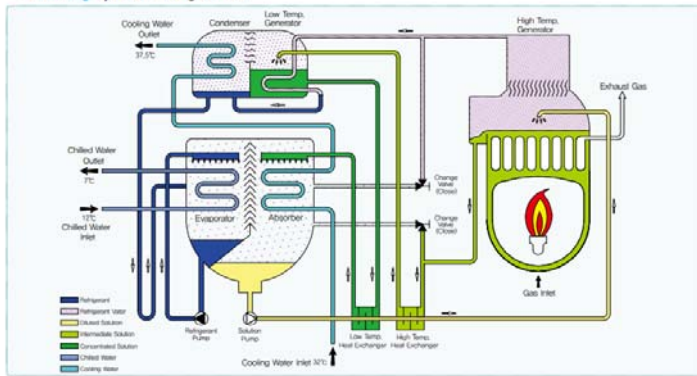 Cooling Water
Outlet
37.5℃
Condenser
Low Temp.
Generator
High Temp.
Generator
Exhaust Gas
Chilled Water
Outlet
7℃
12℃
Chilled Water
Inlet
Evaporator
Absorber
Change
Valve
(Close)
Change
Valve
(Close)
Gas Inlet
Refrigerant
Refrigerant Vator
Diluted Solution
Intermediate Solution
Concentrated Solution
Chilled Water
Cooling Water
Refrigerant
Pump
Solution
Pump
Low Temp.
Heat Exchanger
High Temp.
Heat Exchanger
Cooling Water Inlet 32℃